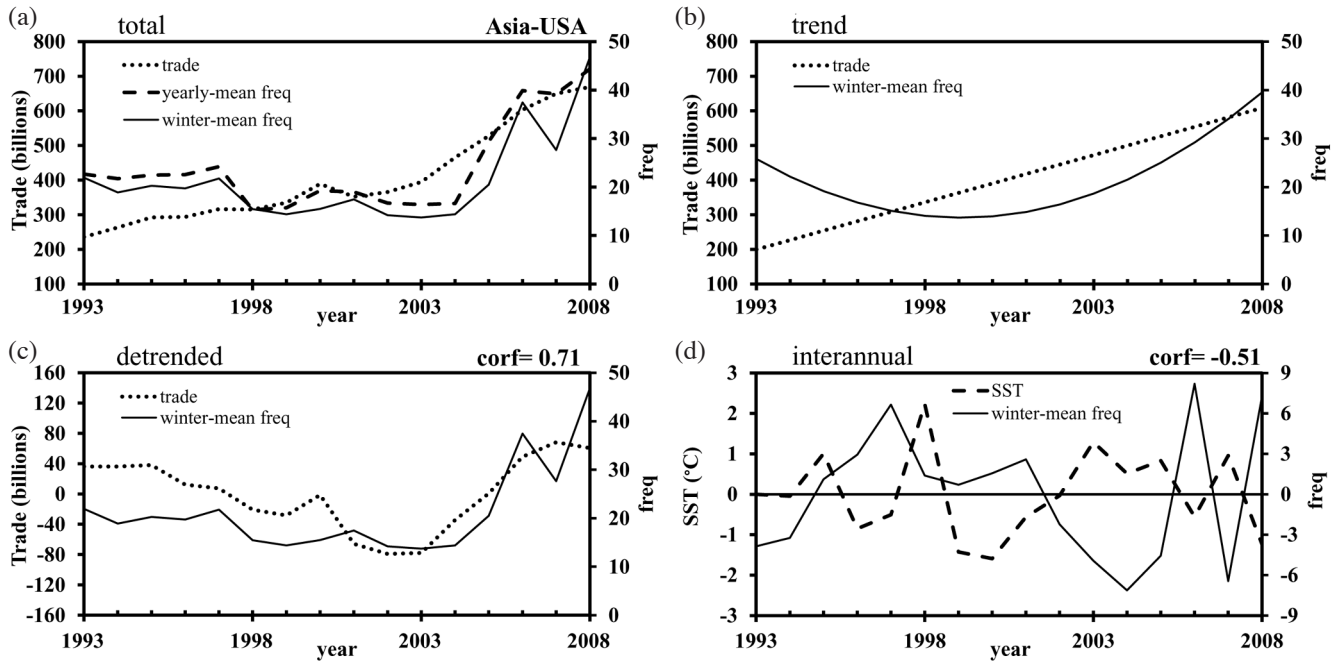 (a) total Asia-USA
800 50
700
600 40
500 30
400
300 20
200 10
100 0
Trade (billions)
freq
trade
yearly-mean freq
winter-mean freq
1993 1998 2003 2008
year
(b) trend
800 50
700
600 40
500 30
400
300 20
200 10
100 0
Trade (billions)
freq
trade
winter-mean freq
1993 1998 2003 2008
year
(c) detrended corf= 0.71
160 50
120
80 40
40 30
0
-40 20
-80 10
-120
-160 0
Trade (billions)
freq
trade
winter-mean freq
1993 1998 2003 2008
year
(d) interannual corf= -0.51
3 9
2 6
1 3
0 0
-1 -3
-2 -6
-3 -9
SST (°C)
freq
SST
winter-mean freq
1993 1998 2003 2008
year